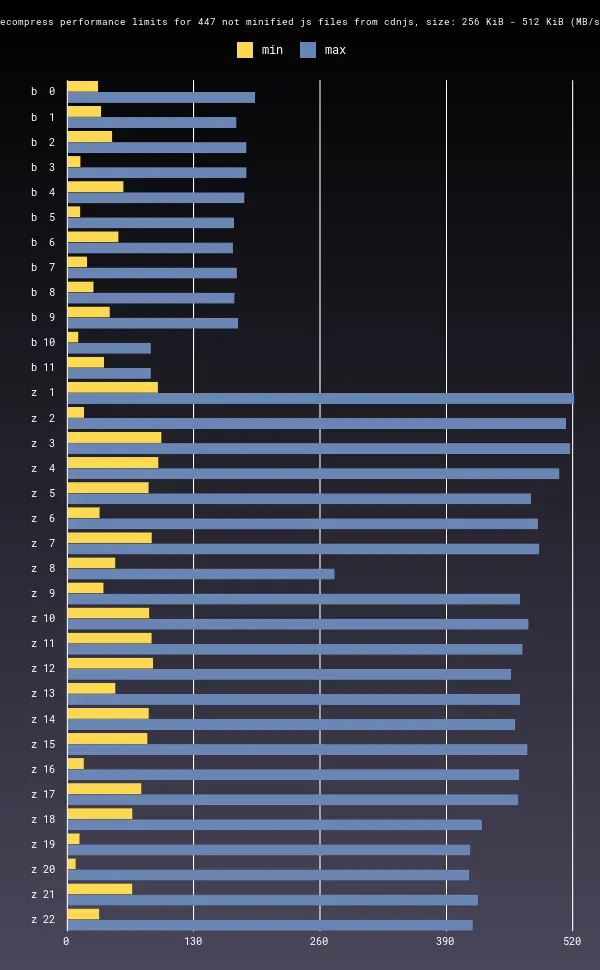 ecompress performance limits for 447 not minified js files from cdnjs, size: 256 KiB - 512 KiB (MB/s
min max
b 0
b 1
b 2
b 3
b 4
b 5
b 6
b 7
b 8
b 9
b 10
b 11
z 1
z 2
z 3
z 4
z 5
z 6
z 7
z 8
z 9
z 10
z 11
z 12
z 13
z 14
z 15
z 16
z 17
z 18
z 19
z 20
z 21
z 22
0 130 260 390 520